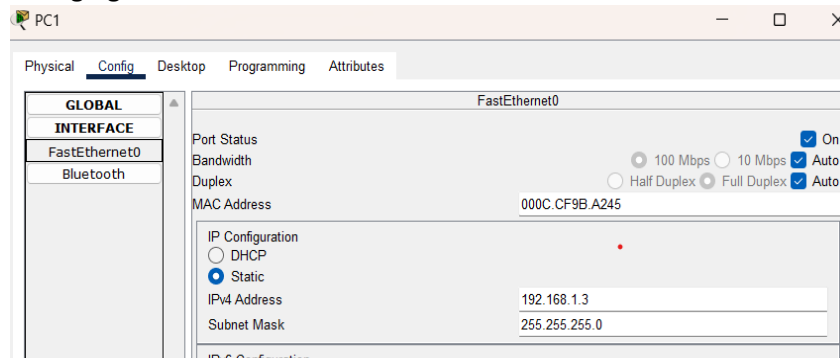 PC1
Physical Config Desktop Programming Attributes
GLOBAL
INTERFACE
FastEthernet0
Bluetooth
FastEthernet0
Port Status On
Bandwidth 100 Mbps 10 Mbps Auto
Duplex Half Duplex Full Duplex Auto
MAC Address 000C.CF9B.A245
IP Configuration
DHCP
Static
IPv4 Address 192.168.1.3
Subnet Mask 255.255.255.0